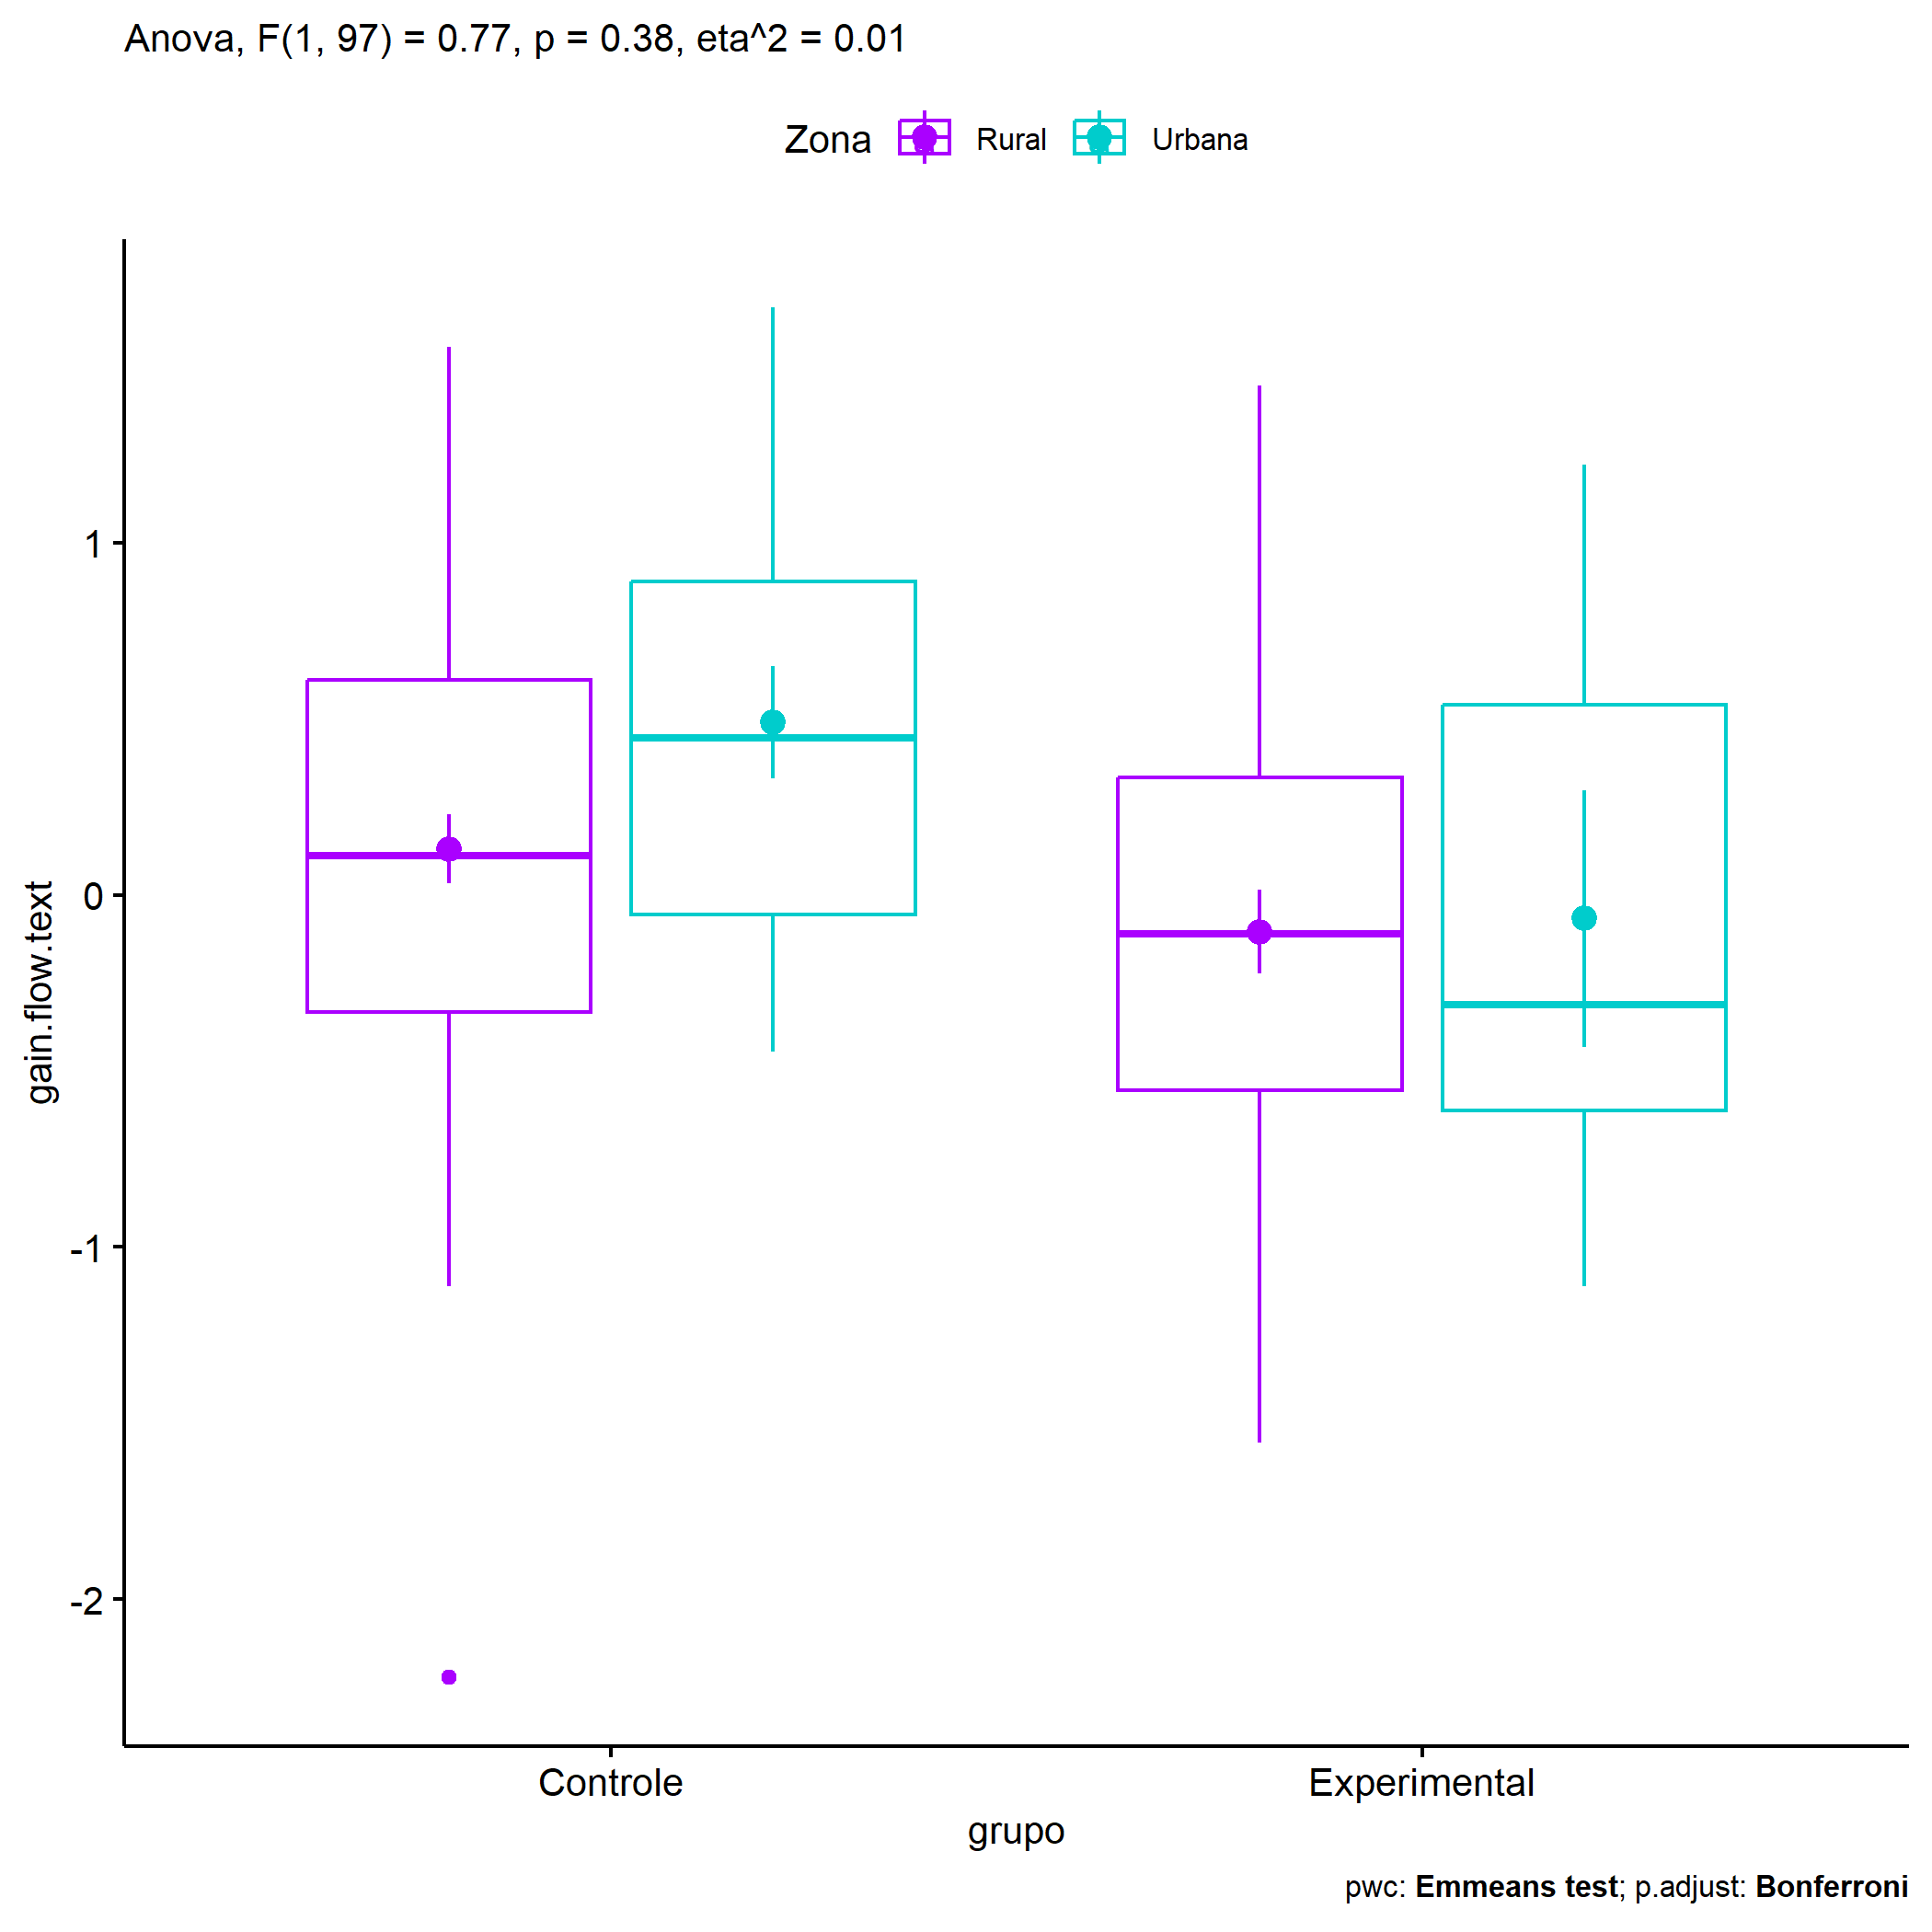 Anova, F(1, 97) = 0.77, p = 0.38, eta^2 = 0.01
Zona Rural Urbana
gain.flow.text
1
0
-1
-2
Controle Experimental
grupo
pwc: Emmeans test; p.adjust: Bonferroni